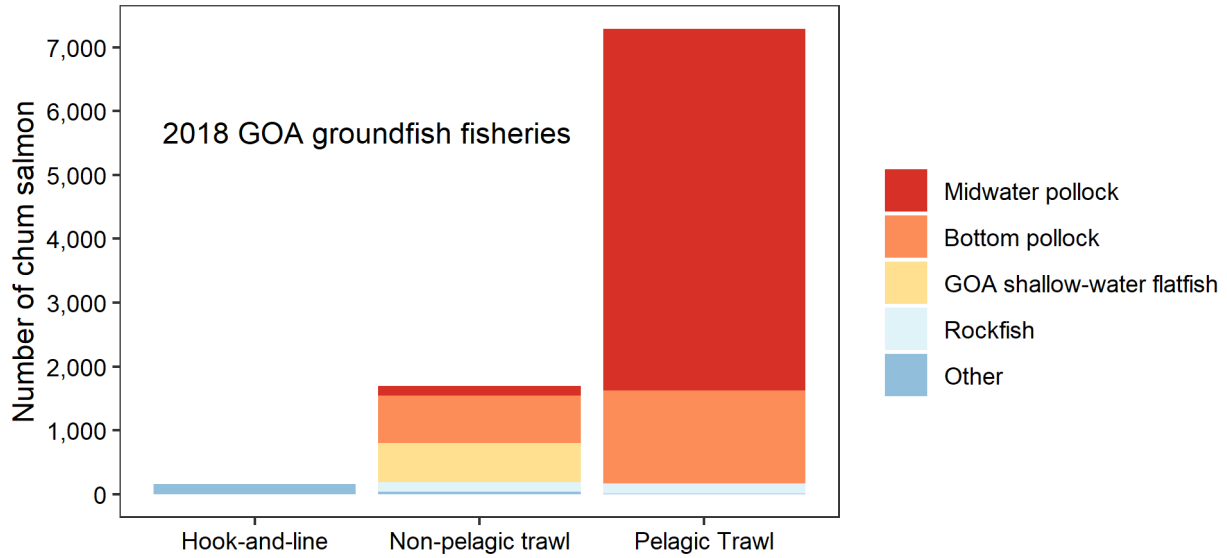 Number of chum salmon
7,000
6,000
5,000
4,000
3,000
2,000
1,000
0
2018 GOA groundfish fisheries
Hook-and-line
Non-pelagic trawl
Pelagic Trawl
Midwater pollock
Bottom pollock
GOA shallow-water flatfish
Rockfish
Other